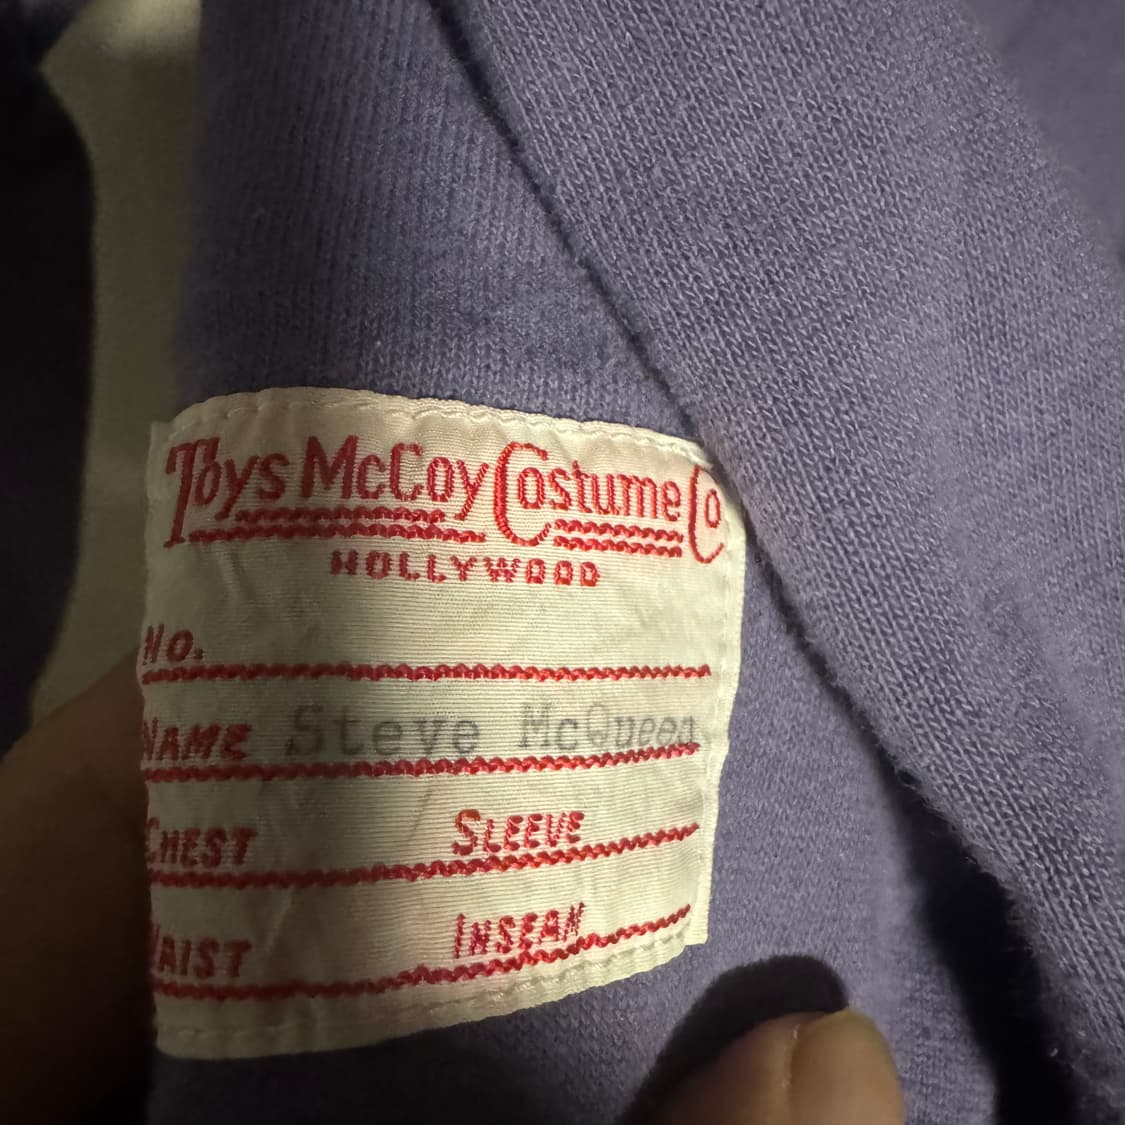 Toys McCoy Costume Co
HOLLYWOOD
No.
NAME Steve McQueen
CHEST SLEEVE
WAIST INSEAM